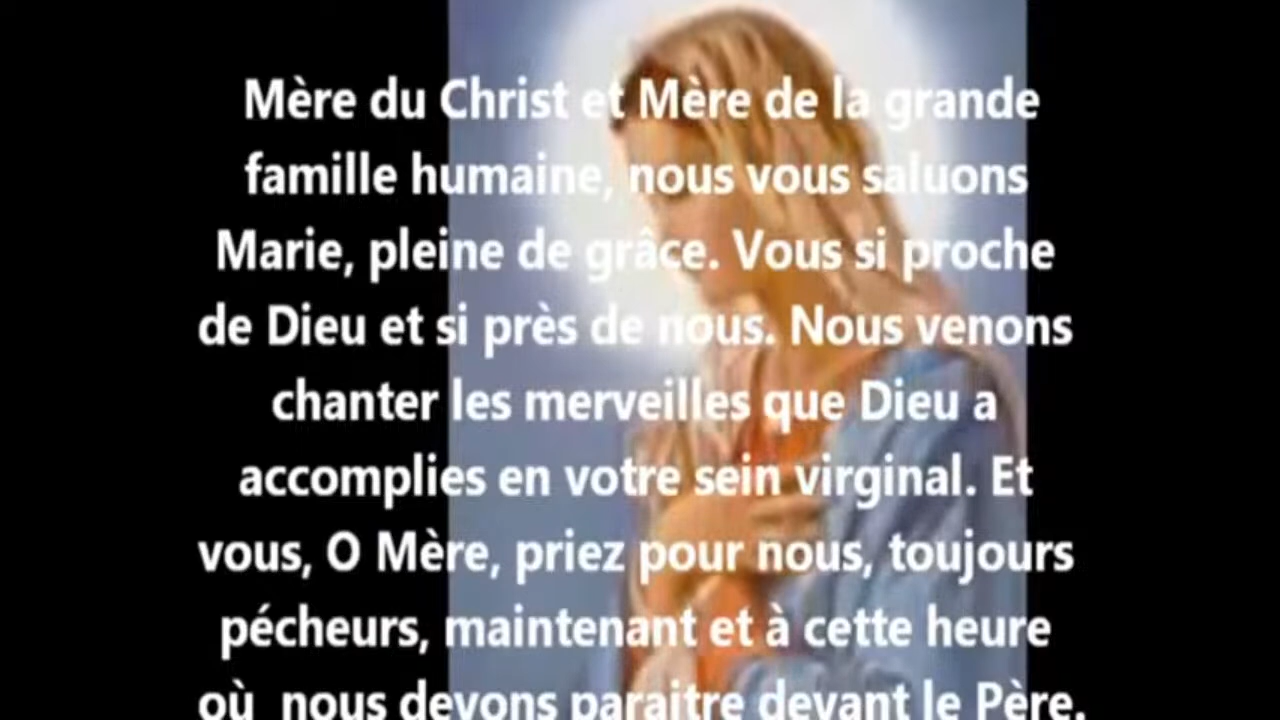 Mère du Christ et Mère de la grande
famille humaine, nous vous saluons
Marie, pleine de grâce. Vous si proche
de Dieu et si près de nous. Nous venons
chanter les merveilles que Dieu a
accomplies en votre sein virginal. Et
vous, O Mère, priez pour nous, toujours
pécheurs, maintenant et à cette heure
où  nous devons paraitre devant le Père.